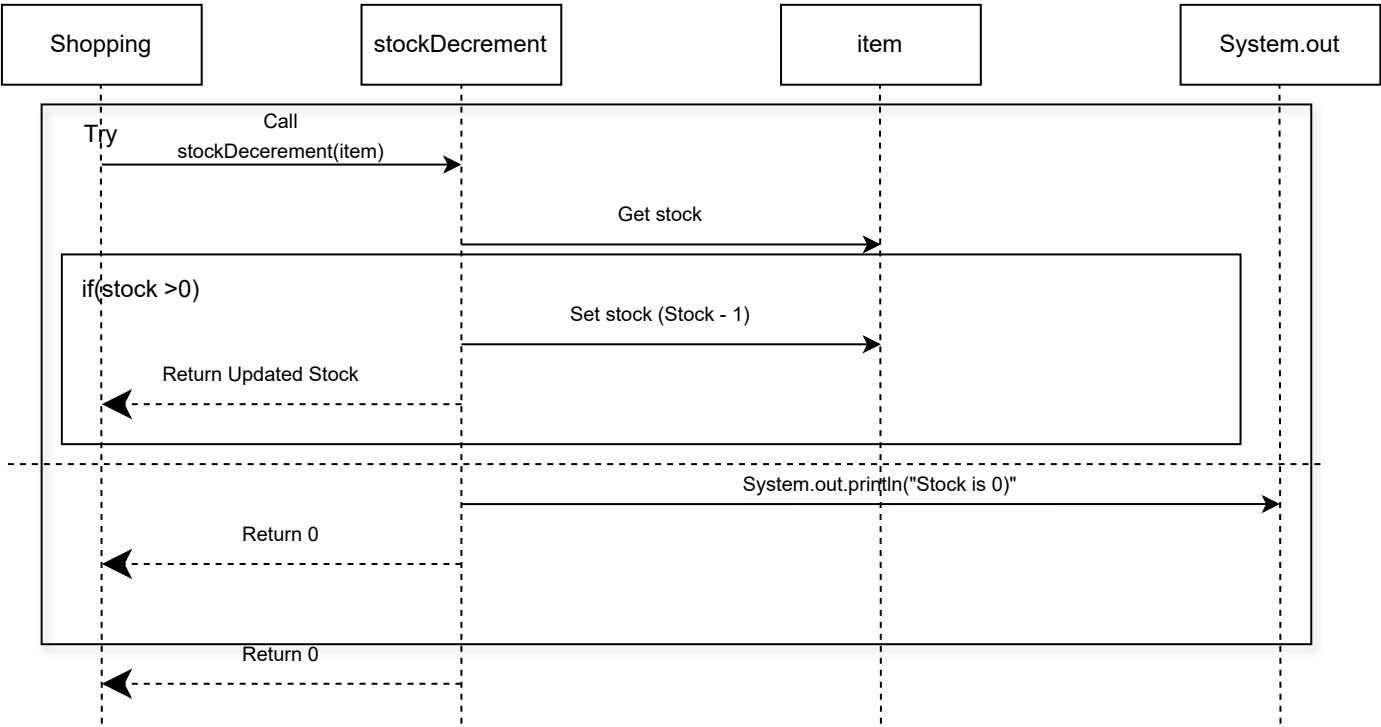 Shopping
stockDecrement
item
System.out
Try
Call
stockDecerement(item)
Get stock
if(stock >0)
Set stock (Stock - 1)
Return Updated Stock
System.out.println("Stock is 0)"
Return 0
Return 0